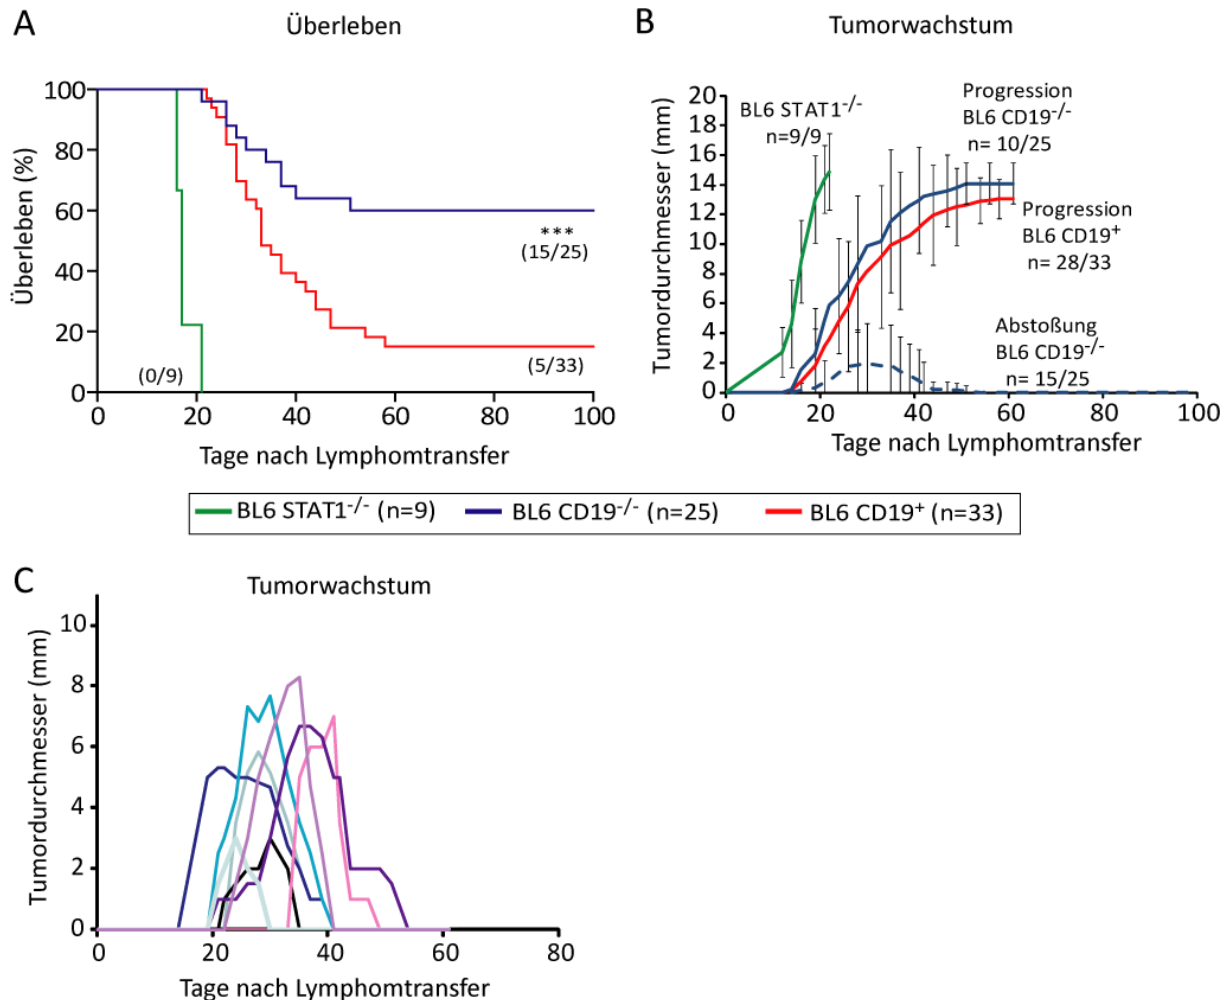 A
Überleben
100
80
60
40
20
0
Überleben (%)
***
(15/25)
(0/9)
(5/33)
0 20 40 60 80 100
Tage nach Lymphomtransfer
B
Tumorwachstum
20
18
16
14
12
10
8
6
4
2
0
Tumordurchmesser (mm)
BL6 STAT1-/-
n=9/9
Progression
BL6 CD19-/-
n= 10/25
Progression
BL6 CD19+
n= 28/33
Abstoßung
BL6 CD19-/-
n= 15/25
0 20 40 60 80 100
Tage nach Lymphomtransfer
BL6 STAT1-/- (n=9) BL6 CD19-/- (n=25) BL6 CD19+ (n=33)
C
Tumorwachstum
10
8
6
4
2
0
Tumordurchmesser (mm)
0 20 40 60 80
Tage nach Lymphomtransfer